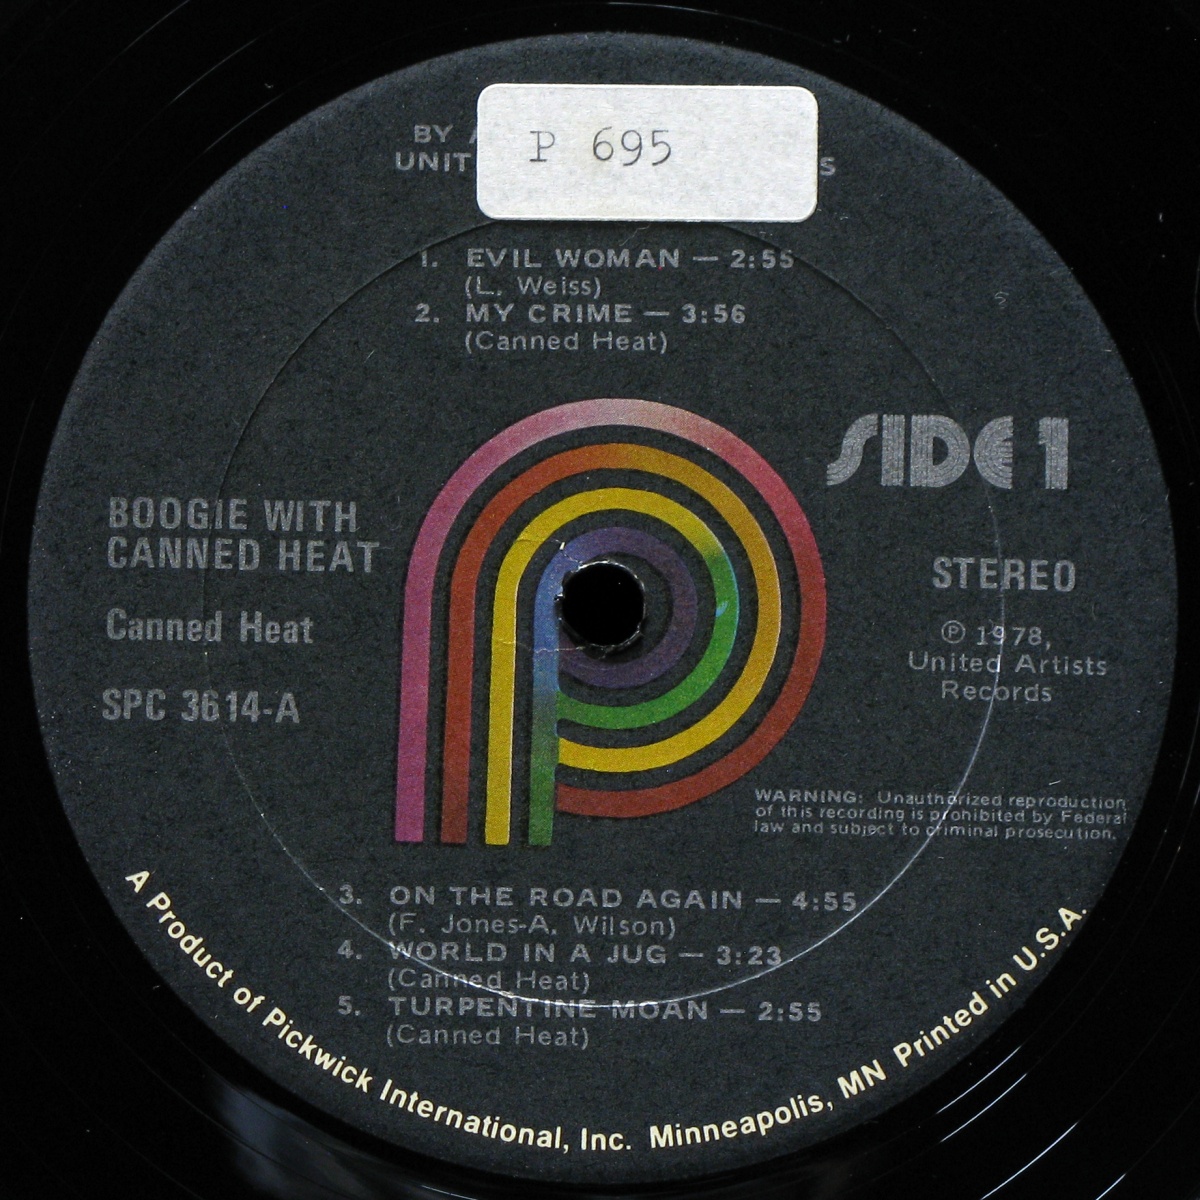 BY
UNIT
P 695
S
1. EVIL WOMAN — 2:55
(L. Weiss)
2. MY CRIME — 3:56
(Canned Heat)
SIDE 1
BOOGIE WITH
CANNED HEAT
Canned Heat
SPC 3614-A
STEREO
℗ 1978,
United Artists
Records
WARNING: Unauthorized reproduction
of this recording is prohibited by Federal
law and subject to criminal prosecution.
3. ON THE ROAD AGAIN — 4:55
(F. Jones-A. Wilson)
4. WORLD IN A JUG — 3:23
(Canned Heat)
5. TURPENTINE MOAN — 2:55
(Canned Heat)
A Product of Pickwick International, Inc. Minneapolis, MN Printed in U.S.A.